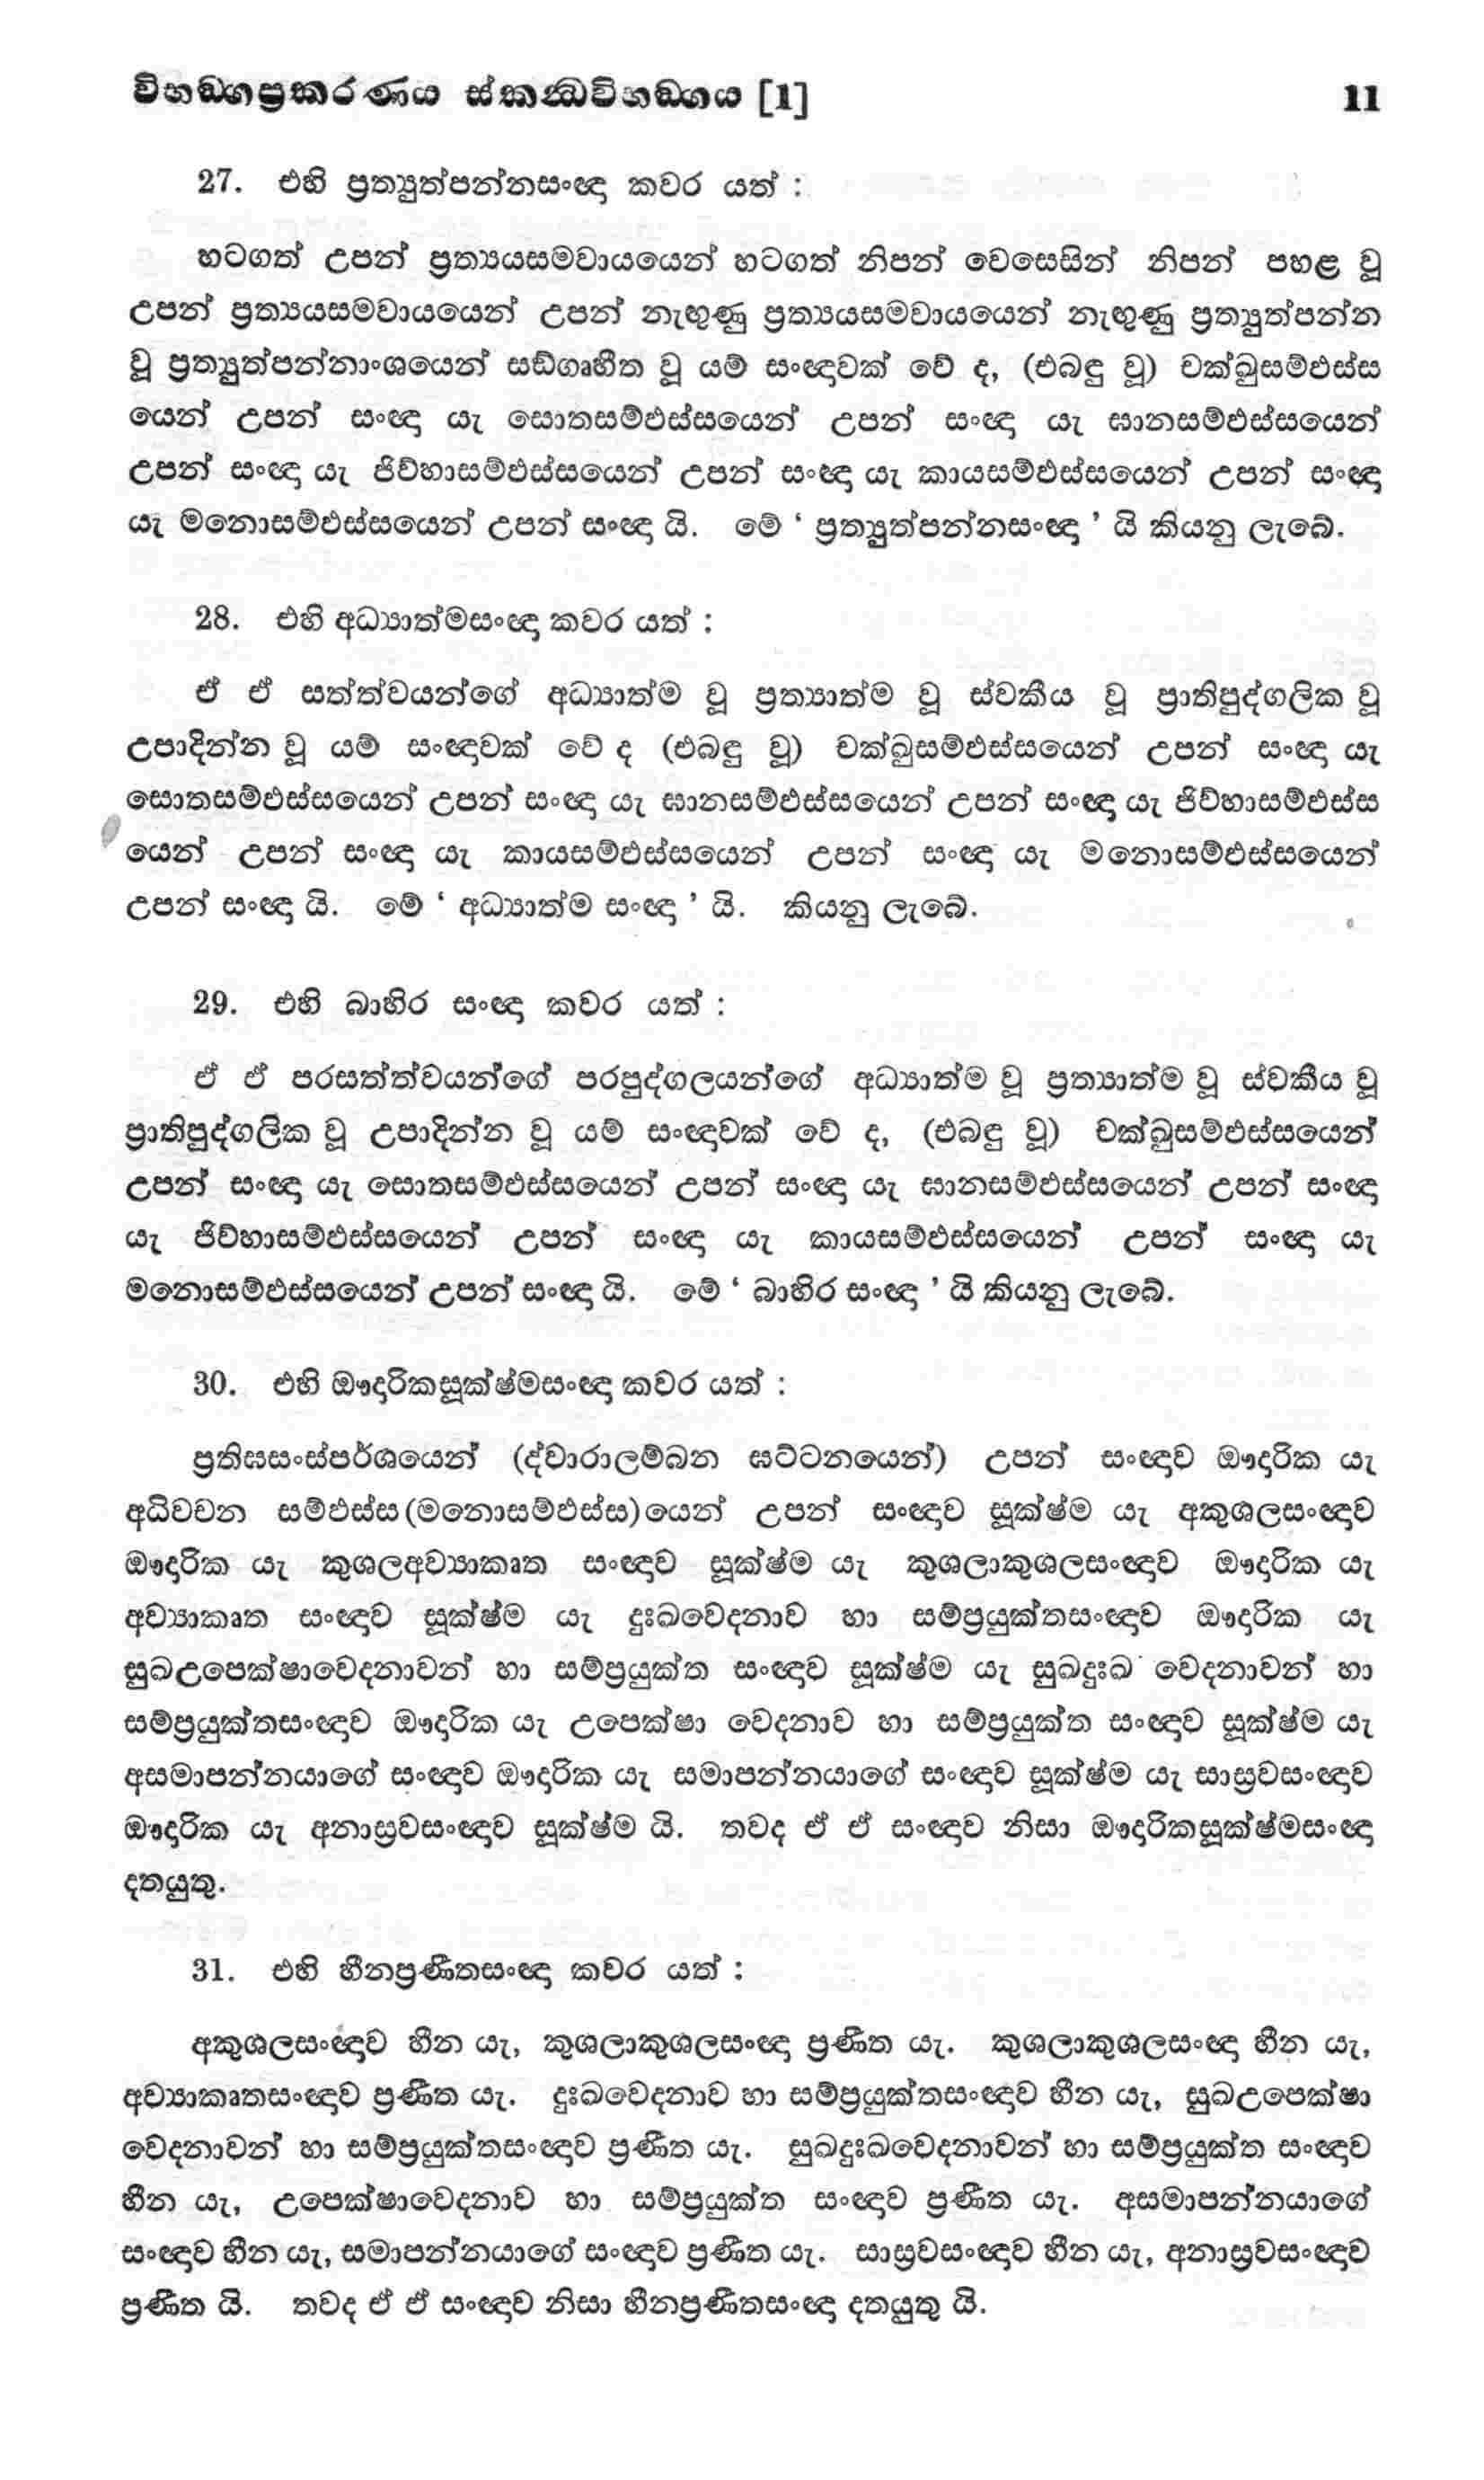 විභඞ්ගප්‍රකරණය ස්කන්‍ධවිභඞ්ගය [1] 11
27. එහි ප්‍රත්‍යුත්පන්නසංඥා කවර යත් :
හටගත් උපන් ප්‍රත්‍යයසමවායයෙන් හටගත් නිපන් වෙසෙසින් නිපන් පහළ වූ
උපන් ප්‍රත්‍යයසමවායයෙන් උපන් නැඟුණු ප්‍රත්‍යයසමවායයෙන් නැඟුණු ප්‍රත්‍යුත්පන්න
වූ ප්‍රත්‍යුත්පන්නාංශයෙන් සඞ්ගෘහීත වූ යම් සංඥාවක් වේ ද, (එබඳු වූ) චක්ඛුසම්ඵස්ස
යෙන් උපන් සංඥා යැ සොතසම්ඵස්සයෙන් උපන් සංඥා යැ ඝානසම්ඵස්සයෙන්
උපන් සංඥා යැ ජිව්හාසම්ඵස්සයෙන් උපන් සංඥා යැ කායසම්ඵස්සයෙන් උපන් සංඥා
යැ මනොසම්ඵස්සයෙන් උපන් සංඥා යි. මේ ‘ ප්‍රත්‍යුත්පන්නසංඥා ’ යි කියනු ලැබේ.
28. එහි අධ්‍යාත්මසංඥා කවර යත් :
ඒ ඒ සත්ත්වයන්ගේ අධ්‍යාත්ම වූ ප්‍රත්‍යාත්ම වූ ස්වකීය වූ ප්‍රාතිපුද්ගලික වූ
උපාදින්න වූ යම් සංඥාවක් වේ ද (එබඳු වූ) චක්ඛුසම්ඵස්සයෙන් උපන් සංඥා යැ
සොතසම්ඵස්සයෙන් උපන් සංඥා යැ ඝානසම්ඵස්සයෙන් උපන් සංඥා යැ ජිව්හාසම්ඵස්ස
යෙන් උපන් සංඥා යැ කායසම්ඵස්සයෙන් උපන් සංඥා යැ මනොසම්ඵස්සයෙන්
උපන් සංඥා යි. මේ ‘ අධ්‍යාත්ම සංඥා ’ යි. කියනු ලැබේ.
29. එහි බාහිර සංඥා කවර යත් :
ඒ ඒ පරසත්ත්වයන්ගේ පරපුද්ගලයන්ගේ අධ්‍යාත්ම වූ ප්‍රත්‍යාත්ම වූ ස්වකීය වූ
ප්‍රාතිපුද්ගලික වූ උපාදින්න වූ යම් සංඥාවක් වේ ද, (එබඳු වූ) චක්ඛුසම්ඵස්සයෙන්
උපන් සංඥා යැ සොතසම්ඵස්සයෙන් උපන් සංඥා යැ ඝානසම්ඵස්සයෙන් උපන් සංඥා
යැ ජිව්හාසම්ඵස්සයෙන් උපන් සංඥා යැ කායසම්ඵස්සයෙන් උපන් සංඥා යැ
මනොසම්ඵස්සයෙන් උපන් සංඥා යි. මේ ‘ බාහිර සංඥා ’ යි කියනු ලැබේ.
30. එහි ඖදාරිකසූක්ෂ්මසංඥා කවර යත් :
ප්‍රතිඝසංස්පර්ශයෙන් (ද්වාරාලම්බන ඝට්ටනයෙන්) උපන් සංඥාව ඖදාරික යැ
අධිවචන සම්ඵස්ස(මනොසම්ඵස්ස)යෙන් උපන් සංඥාව සූක්ෂ්ම යැ අකුශලසංඥාව
ඖදාරික යැ කුශලඅව්‍යාකෘත සංඥාව සූක්ෂ්ම යැ කුශලාකුශලසංඥාව ඖදාරික යැ
අව්‍යාකෘත සංඥාව සූක්ෂ්ම යැ දුඃඛවෙදනාව හා සම්ප්‍රයුක්තසංඥාව ඖදාරික යැ
සුඛඋපෙක්ෂාවෙදනාවන් හා සම්ප්‍රයුක්ත සංඥාව සූක්ෂ්ම යැ සුඛදුඃඛ වෙදනාවන් හා
සම්ප්‍රයුක්තසංඥාව ඖදාරික යැ උපෙක්ෂා වෙදනාව හා සම්ප්‍රයුක්ත සංඥාව සූක්ෂ්ම යැ
අසමාපන්නයාගේ සංඥාව ඖදාරික යැ සමාපන්නයාගේ සංඥාව සූක්ෂ්ම යැ සාස්‍රවසංඥාව
ඖදාරික යැ අනාස්‍රවසංඥාව සූක්ෂ්ම යි. තවද ඒ ඒ සංඥාව නිසා ඖදාරිකසූක්ෂ්මසංඥා
දතයුතු.
31. එහි හීනප්‍රණීතසංඥා කවර යත් :
අකුශලසංඥාව හීන යැ, කුශලාකුශලසංඥා ප්‍රණීත යැ. කුශලාකුශලසංඥා හීන යැ,
අව්‍යාකෘතසංඥාව ප්‍රණීත යැ. දුඃඛවෙදනාව හා සම්ප්‍රයුක්තසංඥාව හීන යැ, සුඛඋපෙක්ෂා
වෙදනාවන් හා සම්ප්‍රයුක්තසංඥාව ප්‍රණීත යැ. සුඛදුඃඛවෙදනාවන් හා සම්ප්‍රයුක්ත සංඥාව
හීන යැ, උපෙක්ෂාවෙදනාව හා සම්ප්‍රයුක්ත සංඥාව ප්‍රණීත යැ. අසමාපන්නයාගේ
සංඥාව හීන යැ, සමාපන්නයාගේ සංඥාව ප්‍රණීත යැ. සාස්‍රවසංඥාව හීන යැ, අනාස්‍රවසංඥාව
ප්‍රණීත යි. තවද ඒ ඒ සංඥාව නිසා හීනප්‍රණීතසංඥා දතයුතු යි.